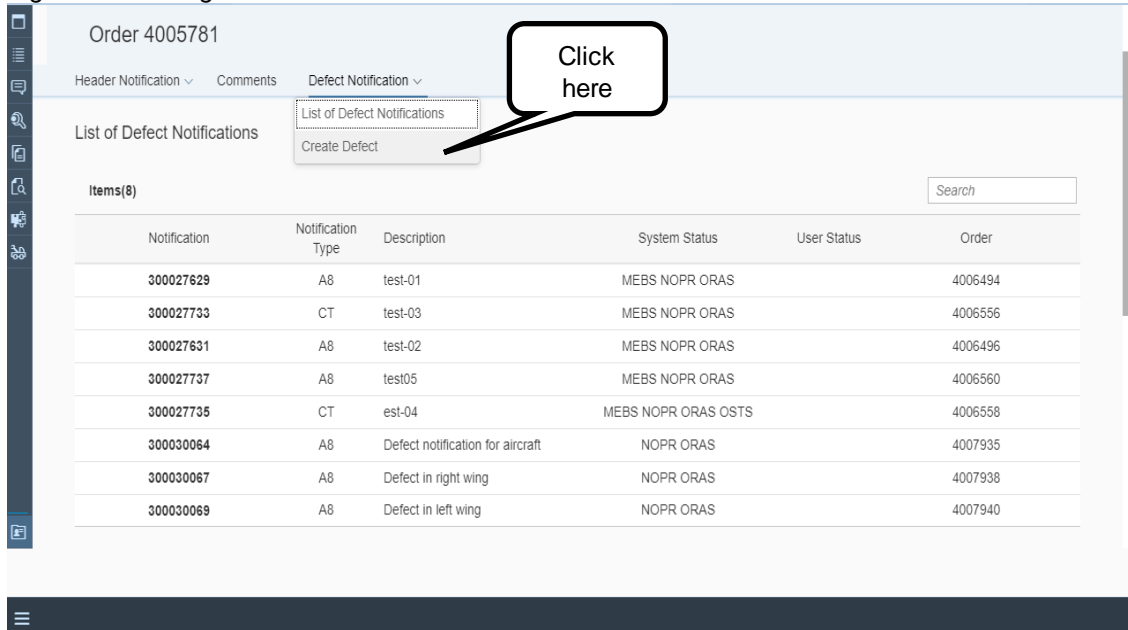 Order 4005781
Click
here
Header Notification Comments Defect Notification
List of Defect Notifications
Create Defect
List of Defect Notifications
Items(8)
Search
Notification Notification Type Description System Status User Status Order
300027629 A8 test-01 MEBS NOPR ORAS 4006494
300027733 CT test-03 MEBS NOPR ORAS 4006556
300027631 A8 test-02 MEBS NOPR ORAS 4006496
300027737 A8 test05 MEBS NOPR ORAS 4006560
300027735 CT est-04 MEBS NOPR ORAS OSTS 4006558
300030064 A8 Defect notification for aircraft NOPR ORAS 4007935
300030067 A8 Defect in right wing NOPR ORAS 4007938
300030069 A8 Defect in left wing NOPR ORAS 4007940